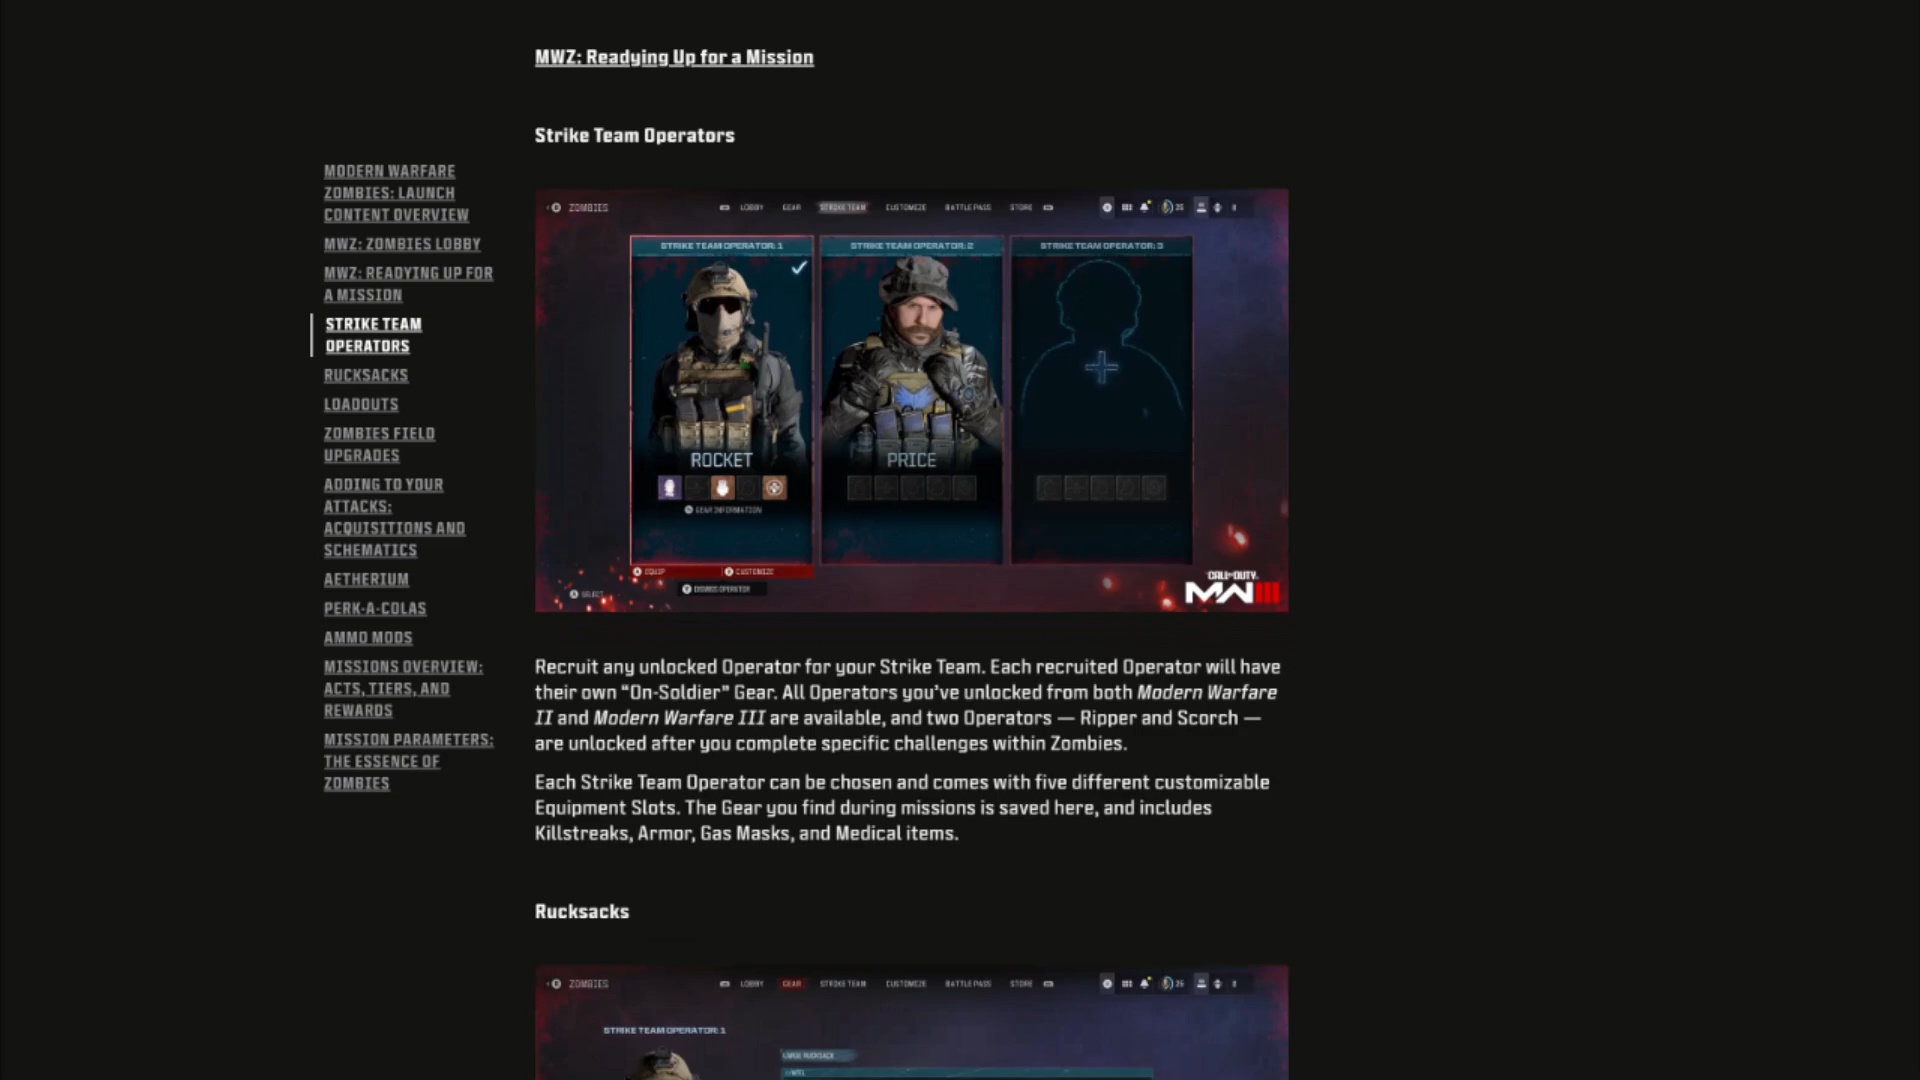 MWZ: Readying Up for a Mission
Strike Team Operators
MODERN WARFARE
ZOMBIES: LAUNCH
CONTENT OVERVIEW
MWZ: ZOMBIES LOBBY
MWZ: READYING UP FOR
A MISSION
STRIKE TEAM
OPERATORS
RUCKSACKS
LOADOUTS
ZOMBIES FIELD
UPGRADES
ADDING TO YOUR
ATTACKS:
ACQUISITIONS AND
SCHEMATICS
AETHERIUM
PERK-A-COLAS
AMMO MODS
MISSIONS OVERVIEW:
ACTS, TIERS, AND
REWARDS
MISSION PARAMETERS:
THE ESSENCE OF
ZOMBIES
ZOMBIES LOBBY GEAR STRIKE TEAM CUSTOMIZE BATTLE PASS STORE
STRIKE TEAM OPERATOR: 1 STRIKE TEAM OPERATOR: 2 STRIKE TEAM OPERATOR: 3
ROCKET PRICE
GEAR INFORMATION
EQUIP CUSTOMIZE
SELECT DISMISS OPERATOR
CALL OF DUTY
MWIII
Recruit any unlocked Operator for your Strike Team. Each recruited Operator will have
their own “On-Soldier” Gear. All Operators you’ve unlocked from both Modern Warfare
II and Modern Warfare III are available, and two Operators — Ripper and Scorch —
are unlocked after you complete specific challenges within Zombies.
Each Strike Team Operator can be chosen and comes with five different customizable
Equipment Slots. The Gear you find during missions is saved here, and includes
Killstreaks, Armor, Gas Masks, and Medical items.
Rucksacks
ZOMBIES LOBBY GEAR STRIKE TEAM CUSTOMIZE BATTLE PASS STORE
STRIKE TEAM OPERATOR: 1
LARGE RUCKSACK